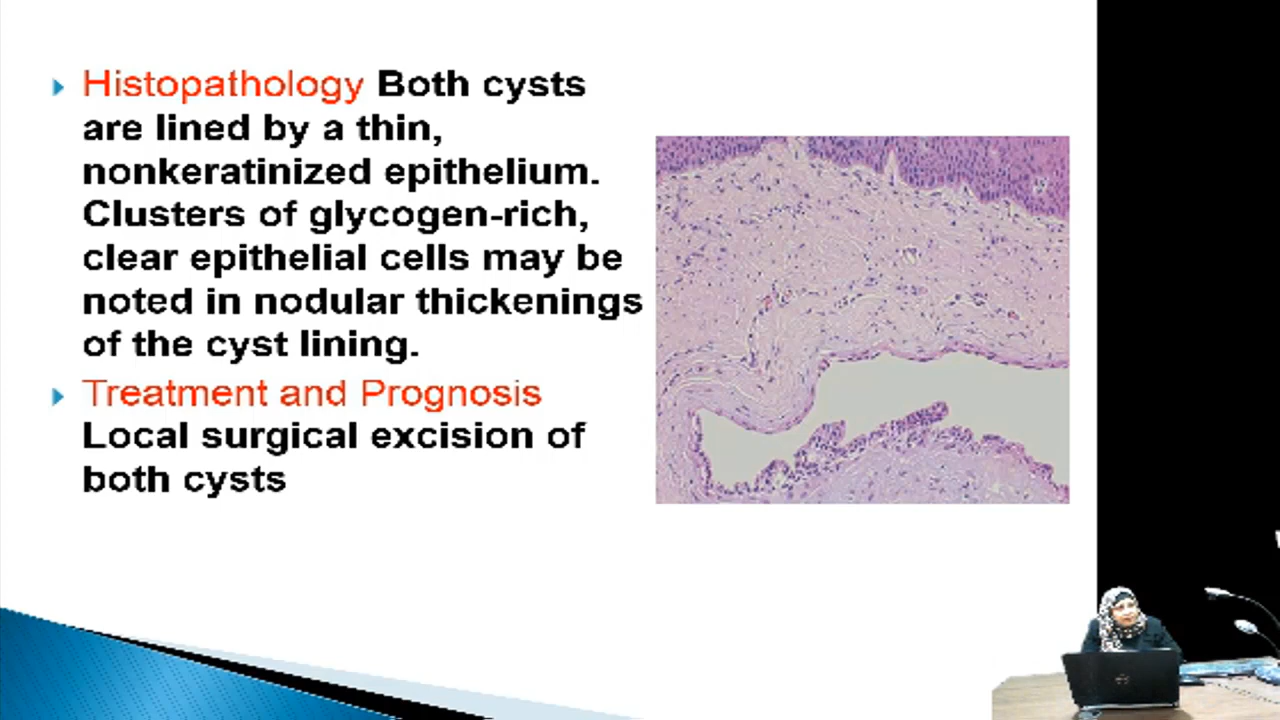 Histopathology Both cysts
are lined by a thin,
nonkeratinized epithelium.
Clusters of glycogen-rich,
clear epithelial cells may be
noted in nodular thickenings
of the cyst lining.
Treatment and Prognosis
Local surgical excision of
both cysts